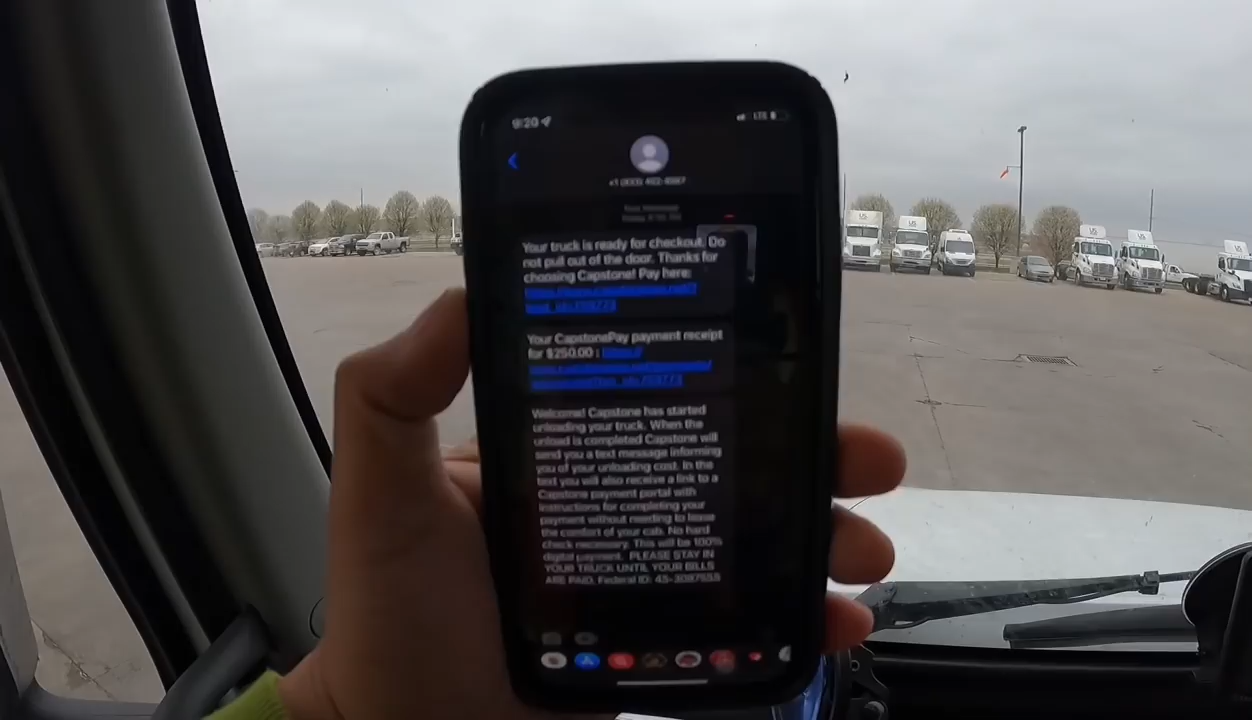 9:20
LTE
Your truck is ready for checkout. Do
not pull out of the door. Thanks for
choosing Capstone! Pay here:
Your CapstonePay payment receipt
for $250.00 :
Welcome! Capstone has started
unloading your truck. When the
unload is completed Capstone will
send you a text message informing
you of your unloading cost. In the
text you will also receive a link to a
Capstone payment portal with
instructions for completing your
payment without needing to leave
the comfort of your cab. No hard
check necessary. This will be 100%
digital payment. PLEASE STAY IN
YOUR TRUCK UNTIL YOUR BILLS
ARE PAID. Federal ID: